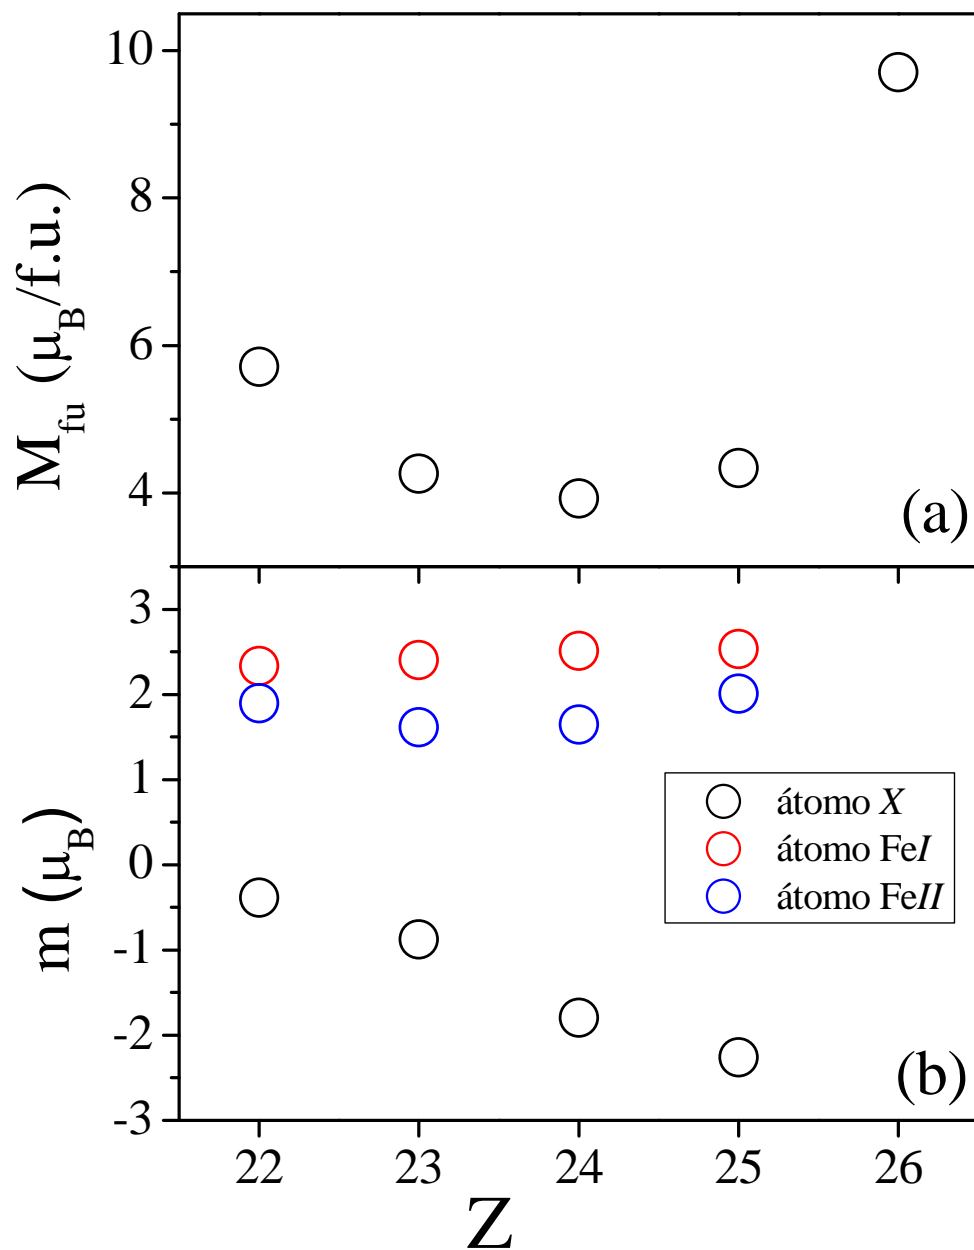 10
8
6
4
M_fu (μ_B/f.u.)
(a)
3
2
1
0
-1
-2
-3
m (μ_B)
átomo X
átomo FeI
átomo FeII
(b)
22 23 24 25 26
Z